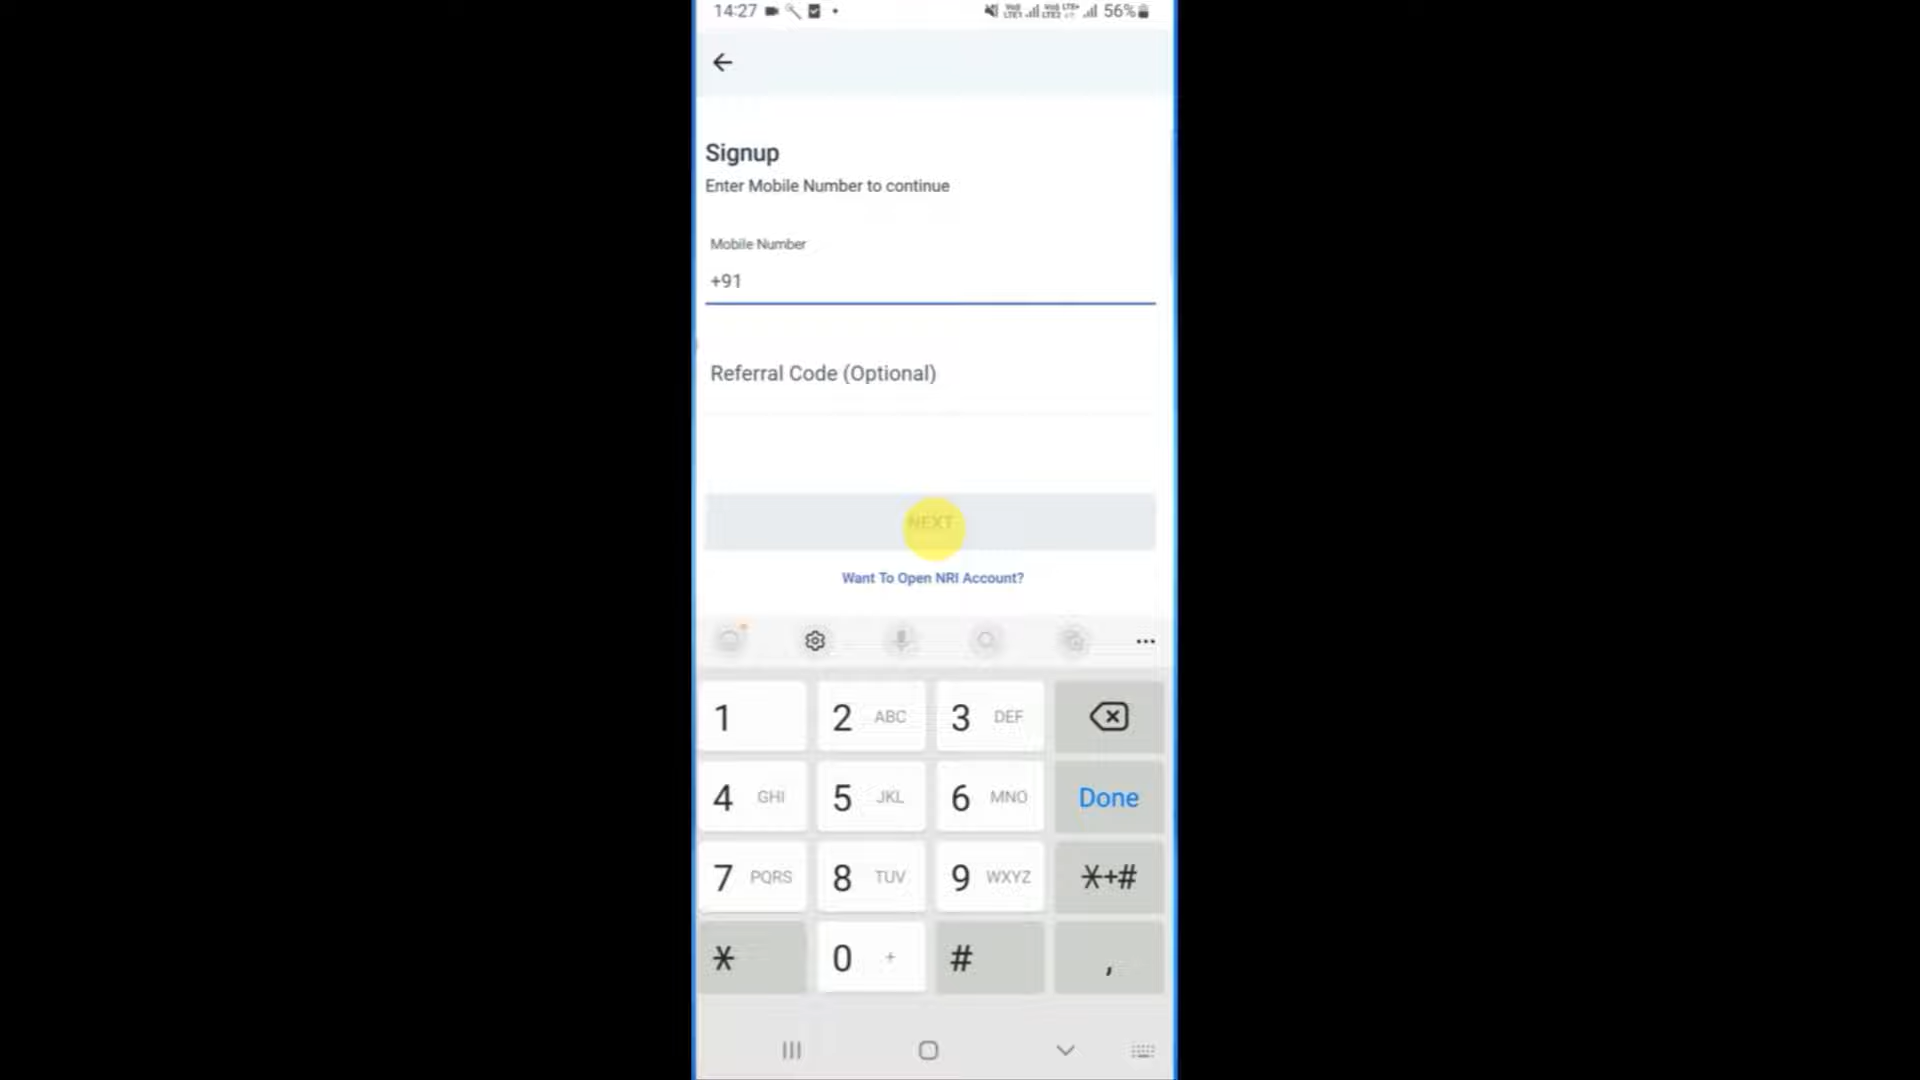 14:27 56%
Signup
Enter Mobile Number to continue
Mobile Number
+91
Referral Code (Optional)
NEXT
Want To Open NRI Account?
1 2 ABC 3 DEF
4 GHI 5 JKL 6 MNO Done
7 PQRS 8 TUV 9 WXYZ *+#
* 0 + # ,